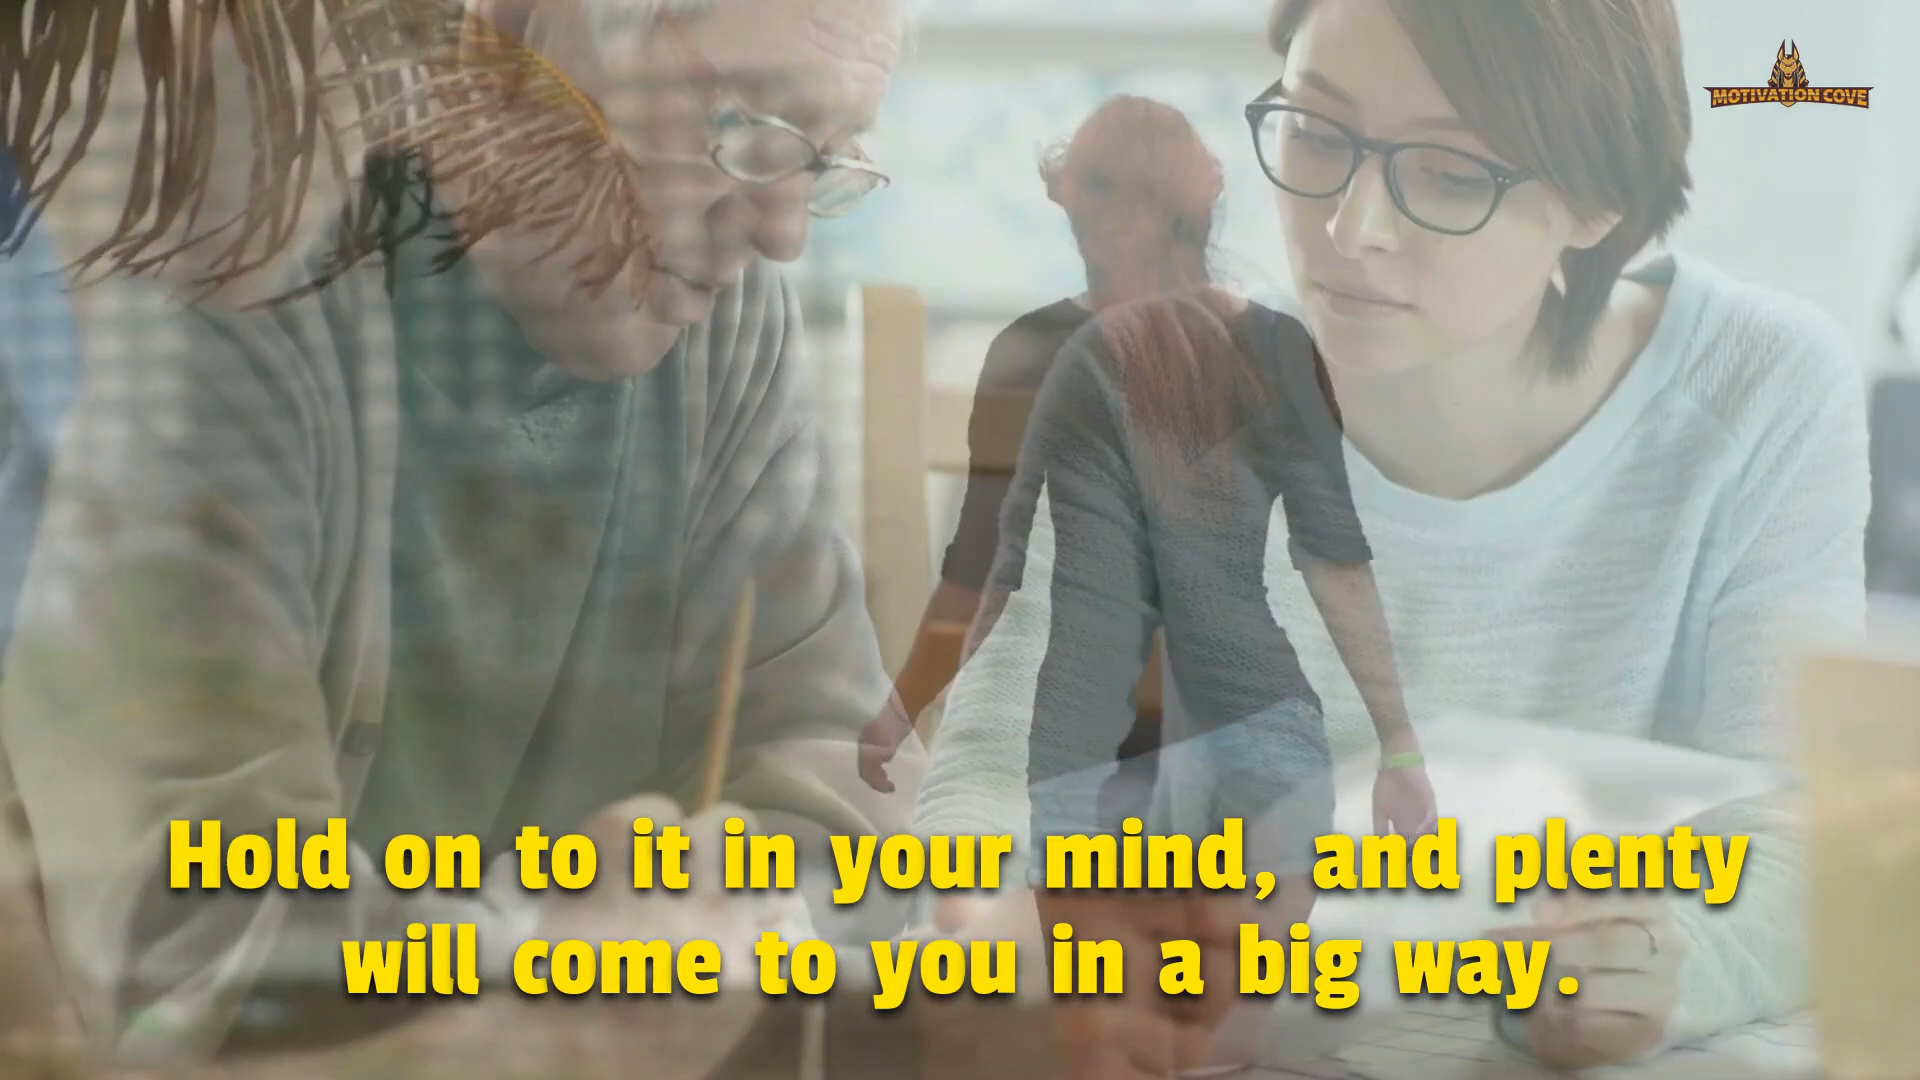 MOTIVATION COVE
Hold on to it in your mind, and plenty
will come to you in a big way.